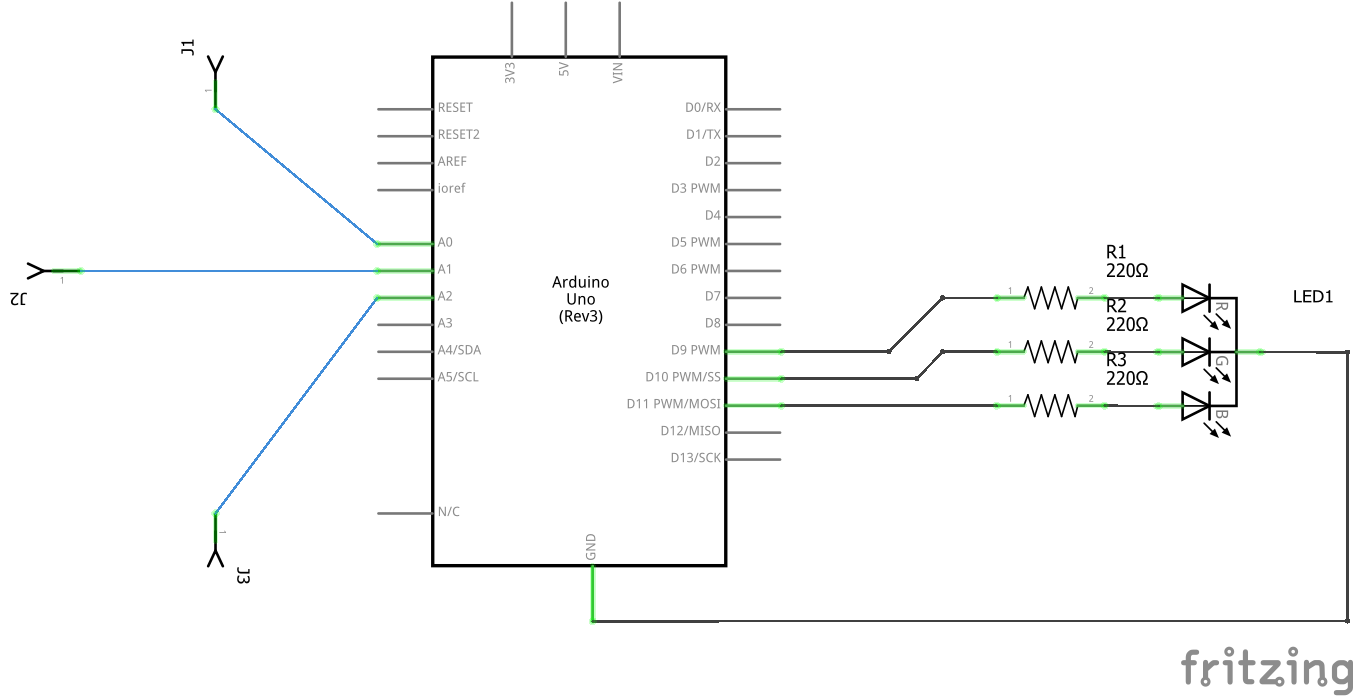 J1
1
J2
1
J3
1
3V3
5V
VIN
RESET
RESET2
AREF
ioref
A0
A1
A2
A3
A4/SDA
A5/SCL
N/C
Arduino
Uno
(Rev3)
GND
D0/RX
D1/TX
D2
D3 PWM
D4
D5 PWM
D6 PWM
D7
D8
D9 PWM
D10 PWM/SS
D11 PWM/MOSI
D12/MISO
D13/SCK
R1
220Ω
1 2
R2
220Ω
1 2
R3
220Ω
1 2
R
G
B
LED1
fritzing